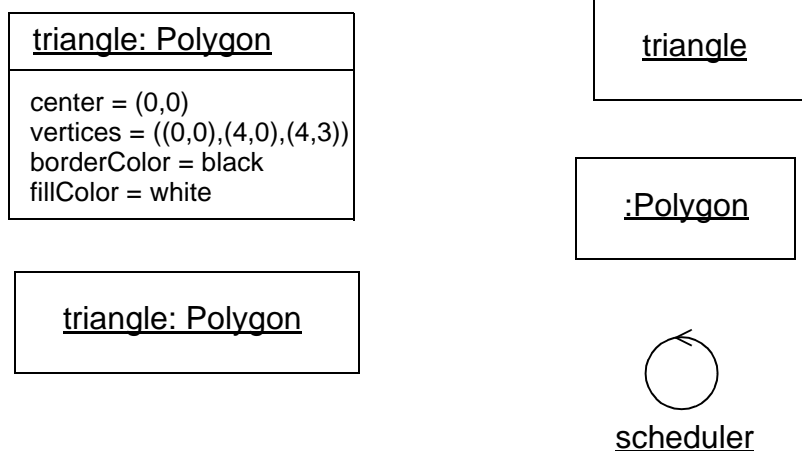 triangle: Polygon
center = (0,0)
vertices = ((0,0),(4,0),(4,3))
borderColor = black
fillColor = white
triangle: Polygon
triangle
:Polygon
scheduler